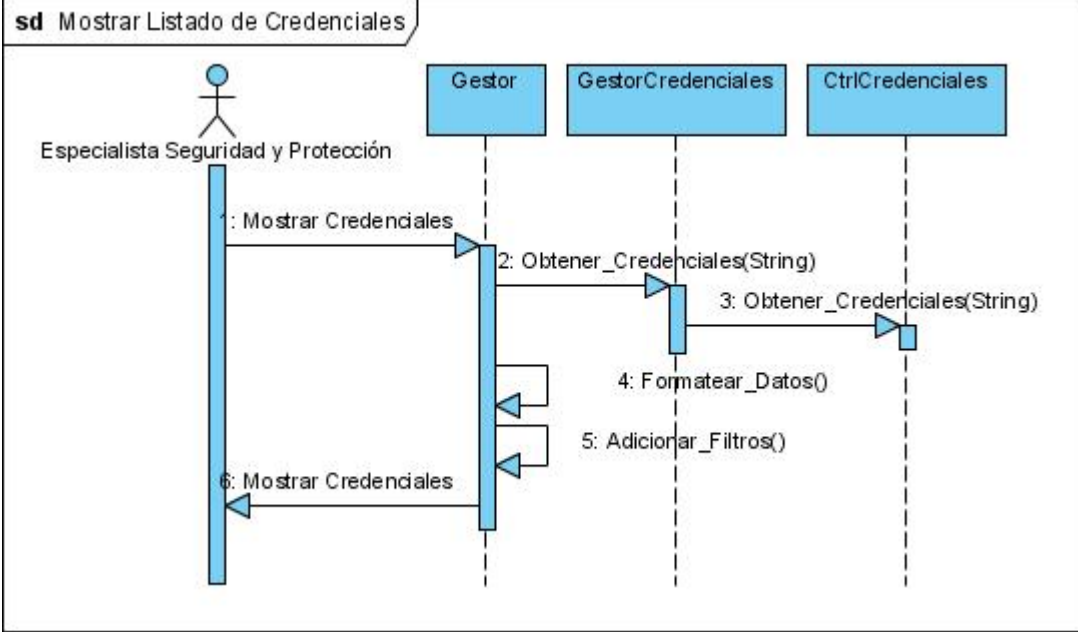 sd Mostrar Listado de Credenciales
Gestor
GestorCredenciales
CtrlCredenciales
Especialista Seguridad y Protección
1: Mostrar Credenciales
2: Obtener_Credenciales(String)
3: Obtener_Credenciales(String)
4: Formatear_Datos()
5: Adicionar_Filtros()
6: Mostrar Credenciales